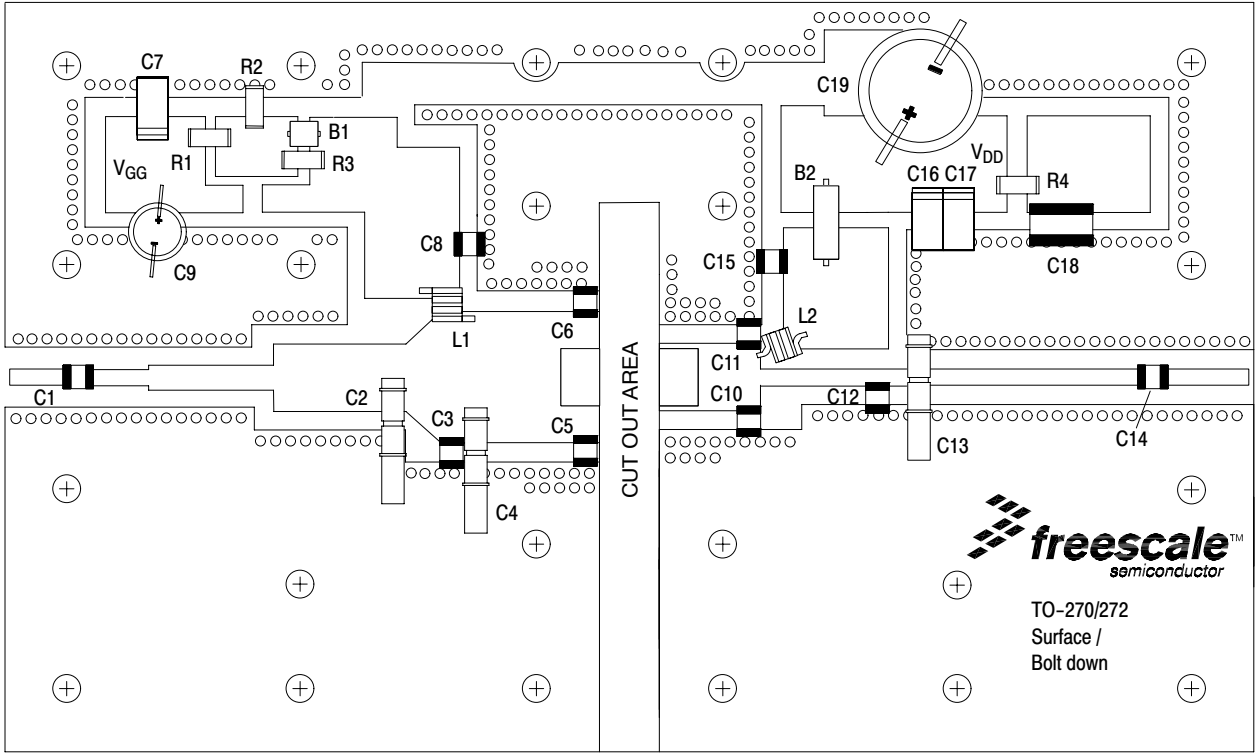 C7
R2
C19
B1
R1
R3
VGG
VDD
C16 C17
B2
R4
C8
C15
C9
C18
C6
L1
L2
C11
CUT OUT AREA
C1
C2
C3
C5
C10
C12
C14
C13
C4
freescale™
semiconductor
TO-270/272
Surface /
Bolt down